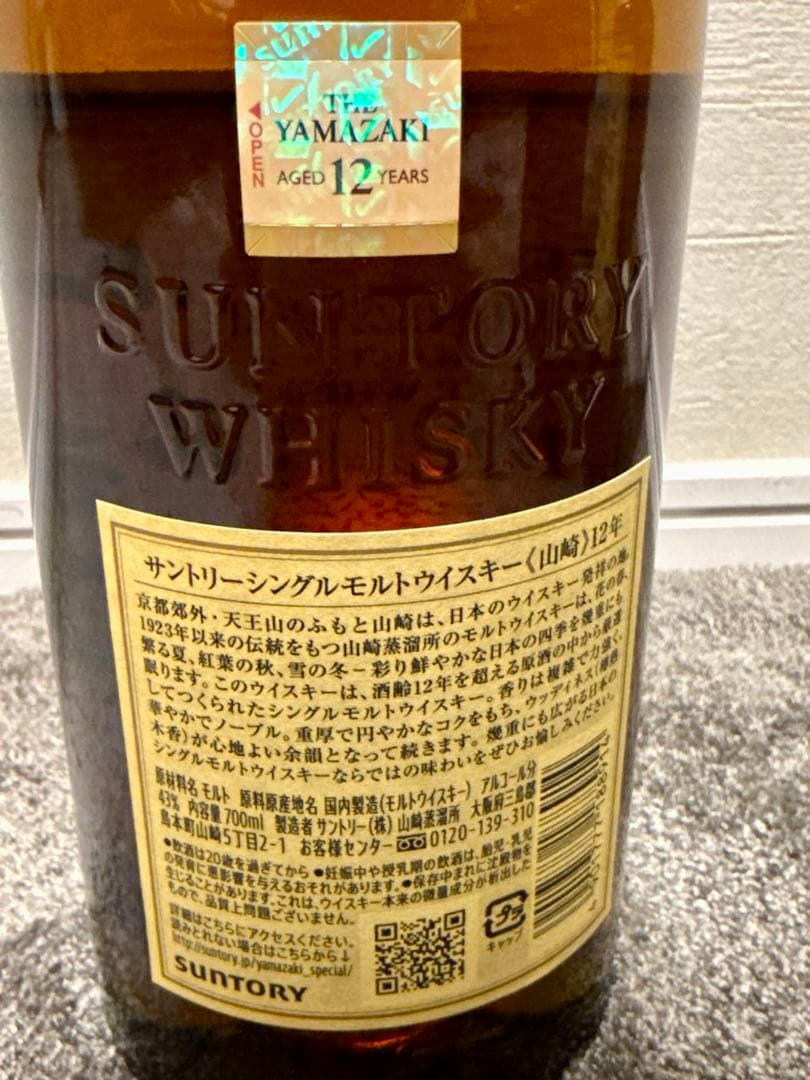 SUNTORY
THE
YAMAZAKI
AGED 12 YEARS
◀OPEN
SUNTORY
WHISKY
サントリーシングルモルトウイスキー《山崎》12年
京都郊外・天王山のふもと山崎は、日本のウイスキー発祥の地。
1923年以来の伝統をもつ山崎蒸溜所のモルトウイスキーは、花の春、
繁る夏、紅葉の秋、雪の冬－彩り鮮やかな日本の四季を幾重にも
眠ります。このウイスキーは、酒齢12年を超える原酒の中から厳選
してつくられたシングルモルトウイスキー。香りは複雑で力強く、
華やかでノーブル。重厚で円やかなコクをもち、ウッディネス(樽熟
木香)が心地よい余韻となって続きます。幾重にも広がる日本の
シングルモルトウイスキーならではの味わいをぜひお愉しみください。
原材料名 モルト 原料原産地名 国内製造(モルトウイスキー) アルコール分
43% 内容量 700ml 製造者 サントリー(株) 山崎蒸溜所 大阪府三島郡
島本町山崎5丁目2-1 お客様センター 0120-139-310
●飲酒は20歳を過ぎてから ●妊娠中や授乳期の飲酒は、胎児・乳児
の発育に悪影響を与えるおそれがあります。●保存中まれに沈殿物を
生じることがあります。これは、ウイスキー本来の微量成分が析出した
もので、品質上問題ございません。
詳細はこちらにアクセスください。
読みとれない場合はこちらから↓
http://suntory.jp/yamazaki_special/
SUNTORY
プラ
キャップ